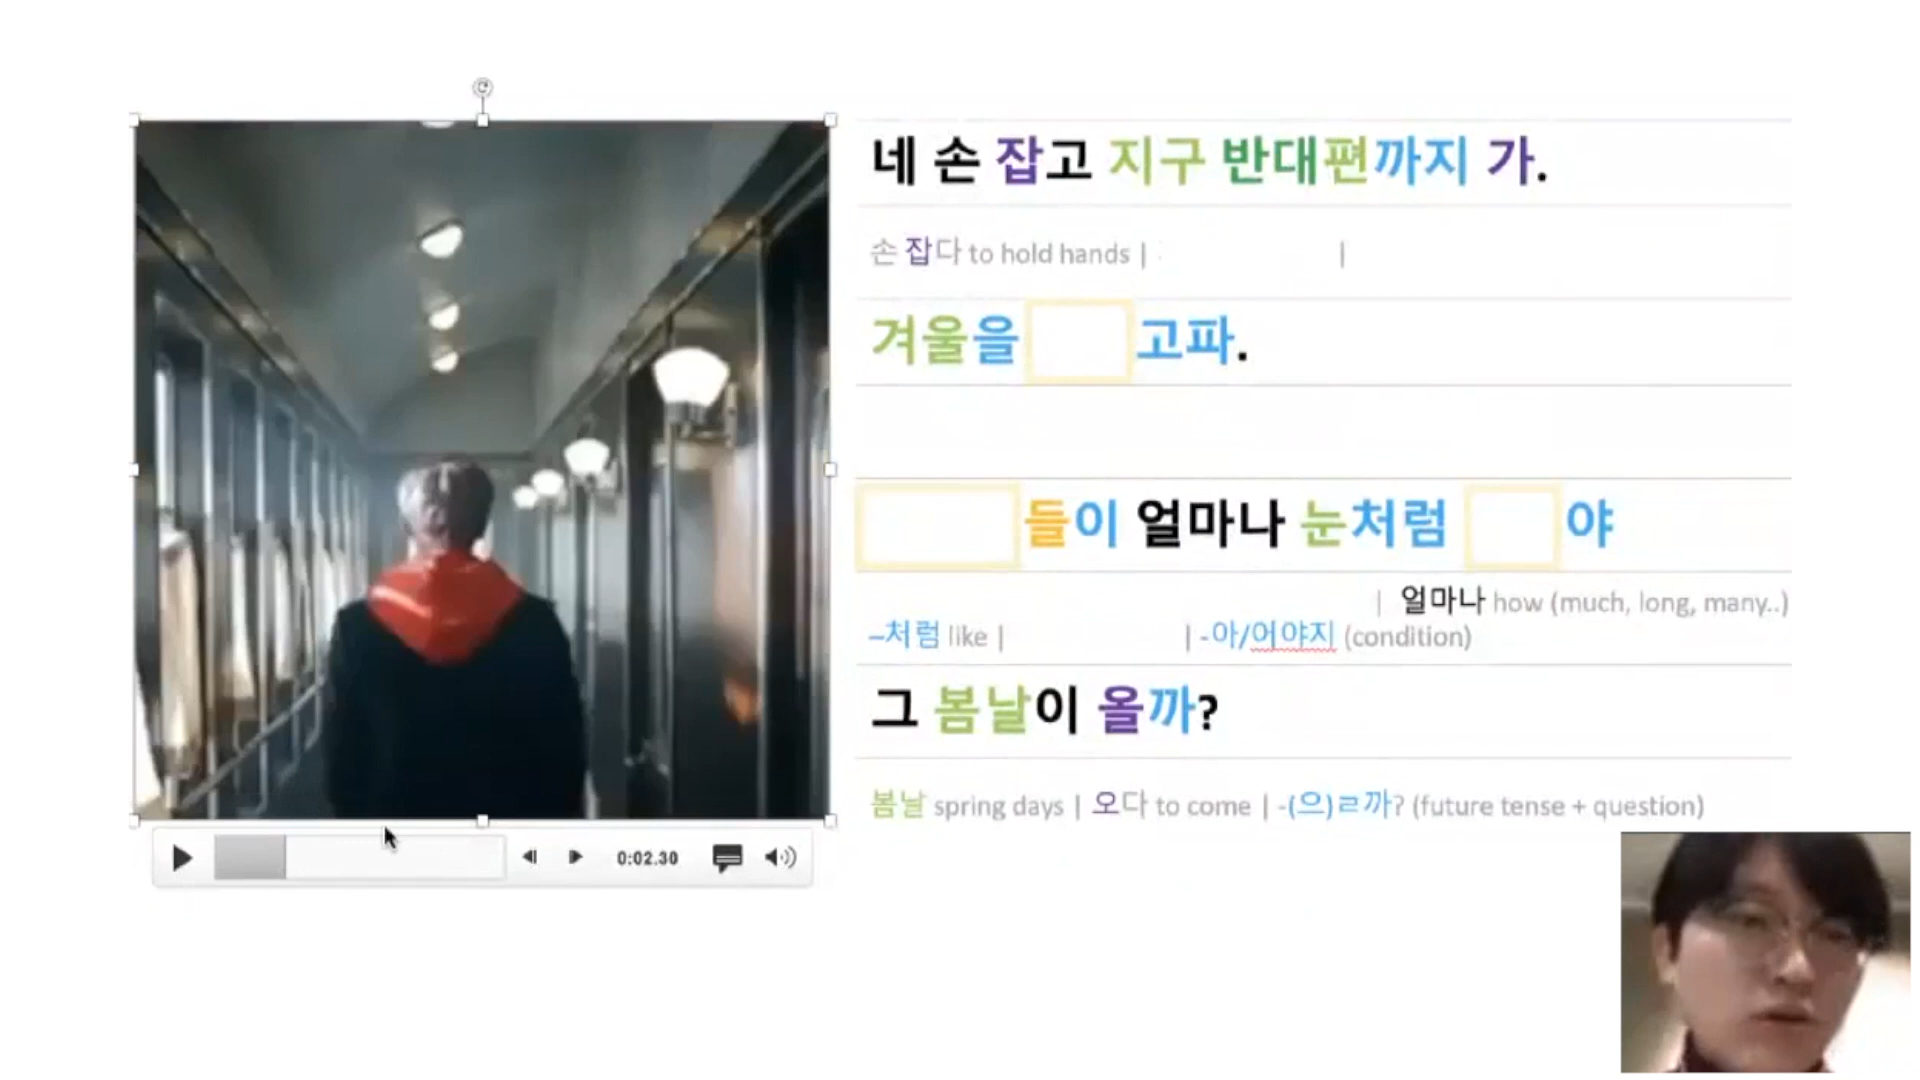 네 손 잡고 지구 반대편까지 가.
손 잡다 to hold hands | |
겨울을 고파.
들이 얼마나 눈처럼 야
| 얼마나 how (much, long, many..)
–처럼 like | | -아/어야지 (condition)
그 봄날이 올까?
봄날 spring days | 오다 to come | -(으)ㄹ까? (future tense + question)
0:02.30